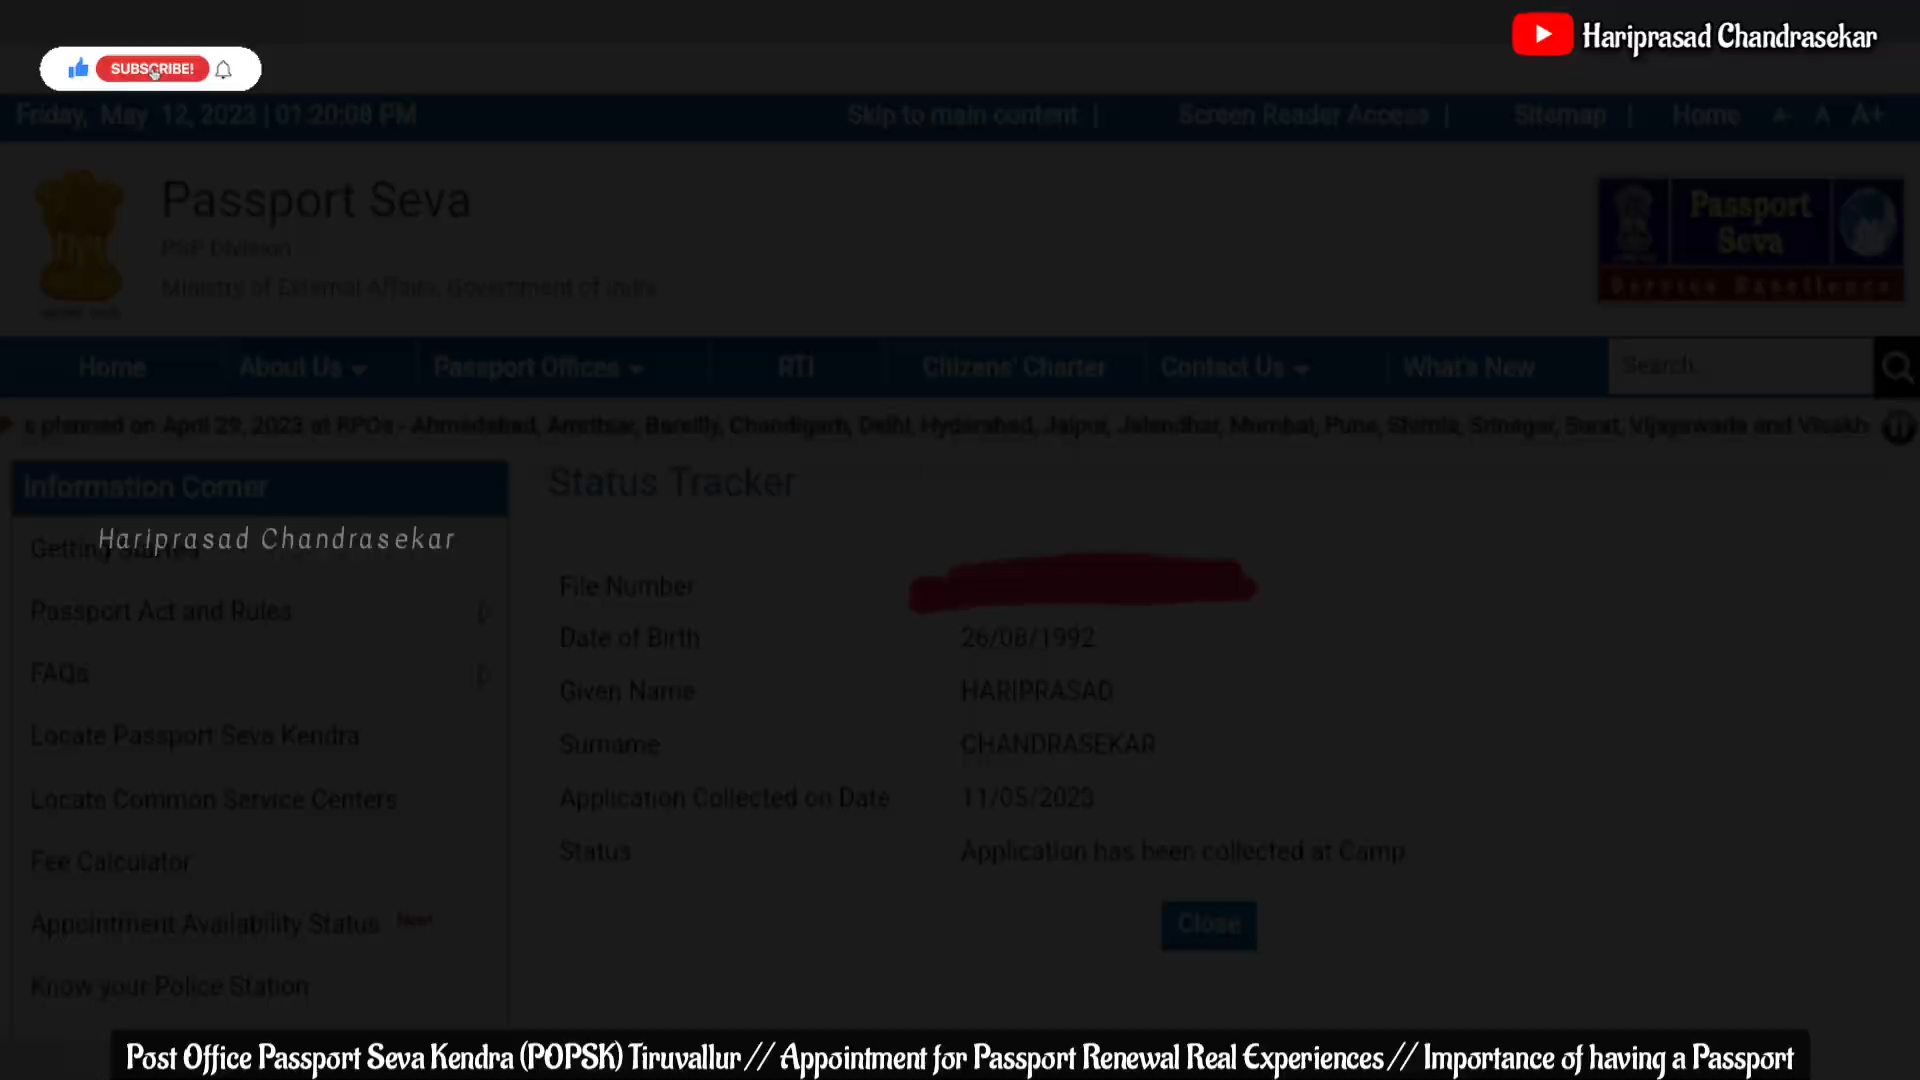 Hariprasad Chandrasekar
SUBSCRIBE!
Friday, May 12, 2023 | 01:20:08 PM
Skip to main content | Screen Reader Access | Sitemap | Home A- A A+
Passport Seva
PSP Division
Ministry of External Affairs, Government of India
Passport
Seva
Service Excellence
Home About Us Passport Offices RTI Citizens' Charter Contact Us What's New Search
s planned on April 29, 2023 at RPOs - Ahmedabad, Amritsar, Bareilly, Chandigarh, Delhi, Hyderabad, Jaipur, Jalandhar, Mumbai, Pune, Shimla, Srinagar, Surat, Vijayawada and Visakh
Information Corner
Getting Started
Hariprasad Chandrasekar
Passport Act and Rules
FAQs
Locate Passport Seva Kendra
Locate Common Service Centers
Fee Calculator
Appointment Availability Status New!
Know your Police Station
Status Tracker
File Number
Date of Birth 26/08/1992
Given Name HARIPRASAD
Surname CHANDRASEKAR
Application Collected on Date 11/05/2023
Status Application has been collected at Camp
Close
Post Office Passport Seva Kendra (POPSK) Tiruvallur // Appointment for Passport Renewal Real Experiences // Importance of having a Passport